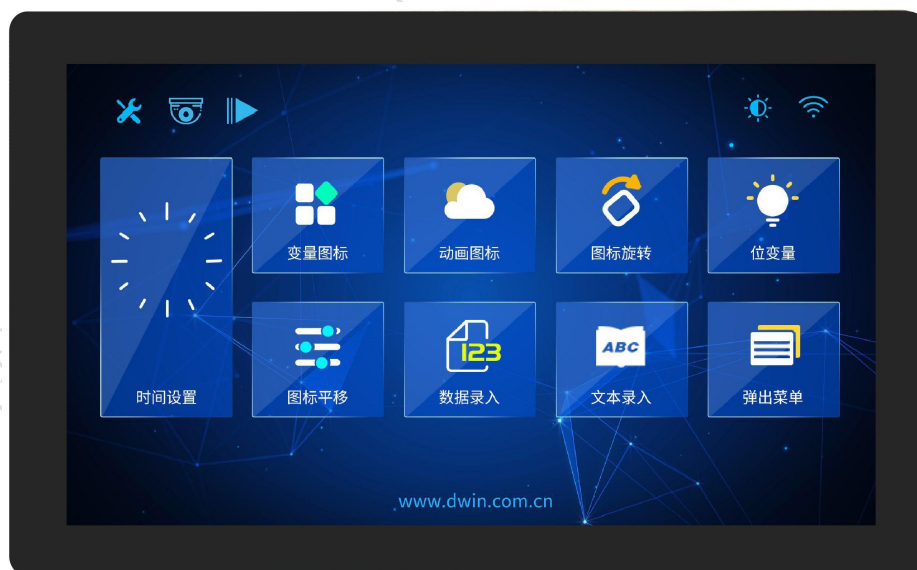 变量图标
动画图标
图标旋转
位变量
时间设置
图标平移
123
数据录入
ABC
文本录入
弹出菜单
www.dwin.com.cn